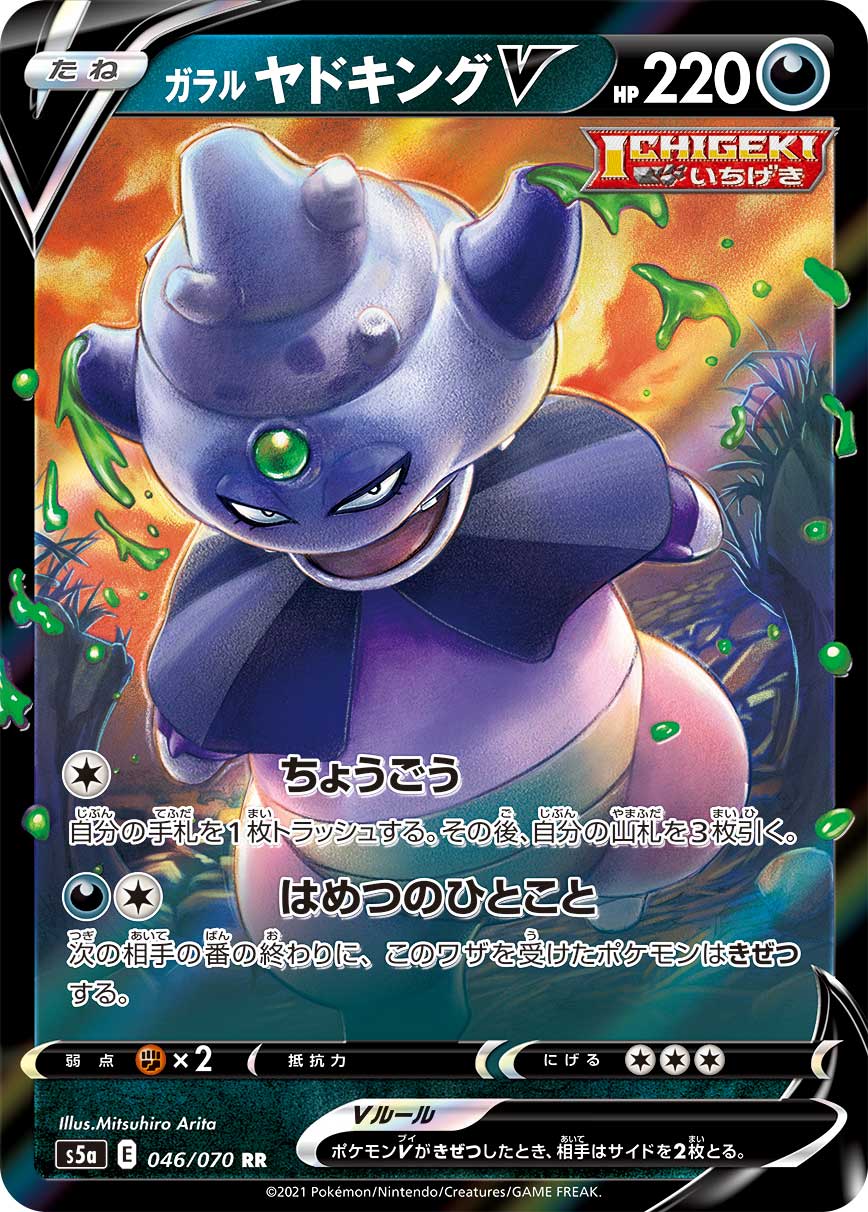 たね
ガラル ヤドキングV HP 220
ICHIGEKI
いちげき
ちょうごう
自分の手札を1枚トラッシュする。その後、自分の山札を3枚引く。
はめつのひとこと
次の相手の番の終わりに、このワザを受けたポケモンはきぜつ
する。
弱点 ×2 抵抗力 にげる
Illus.Mitsuhiro Arita
Vルール
ポケモンVがきぜつしたとき、相手はサイドを2枚とる。
s5a E 046/070 RR
©2021 Pokémon/Nintendo/Creatures/GAME FREAK.